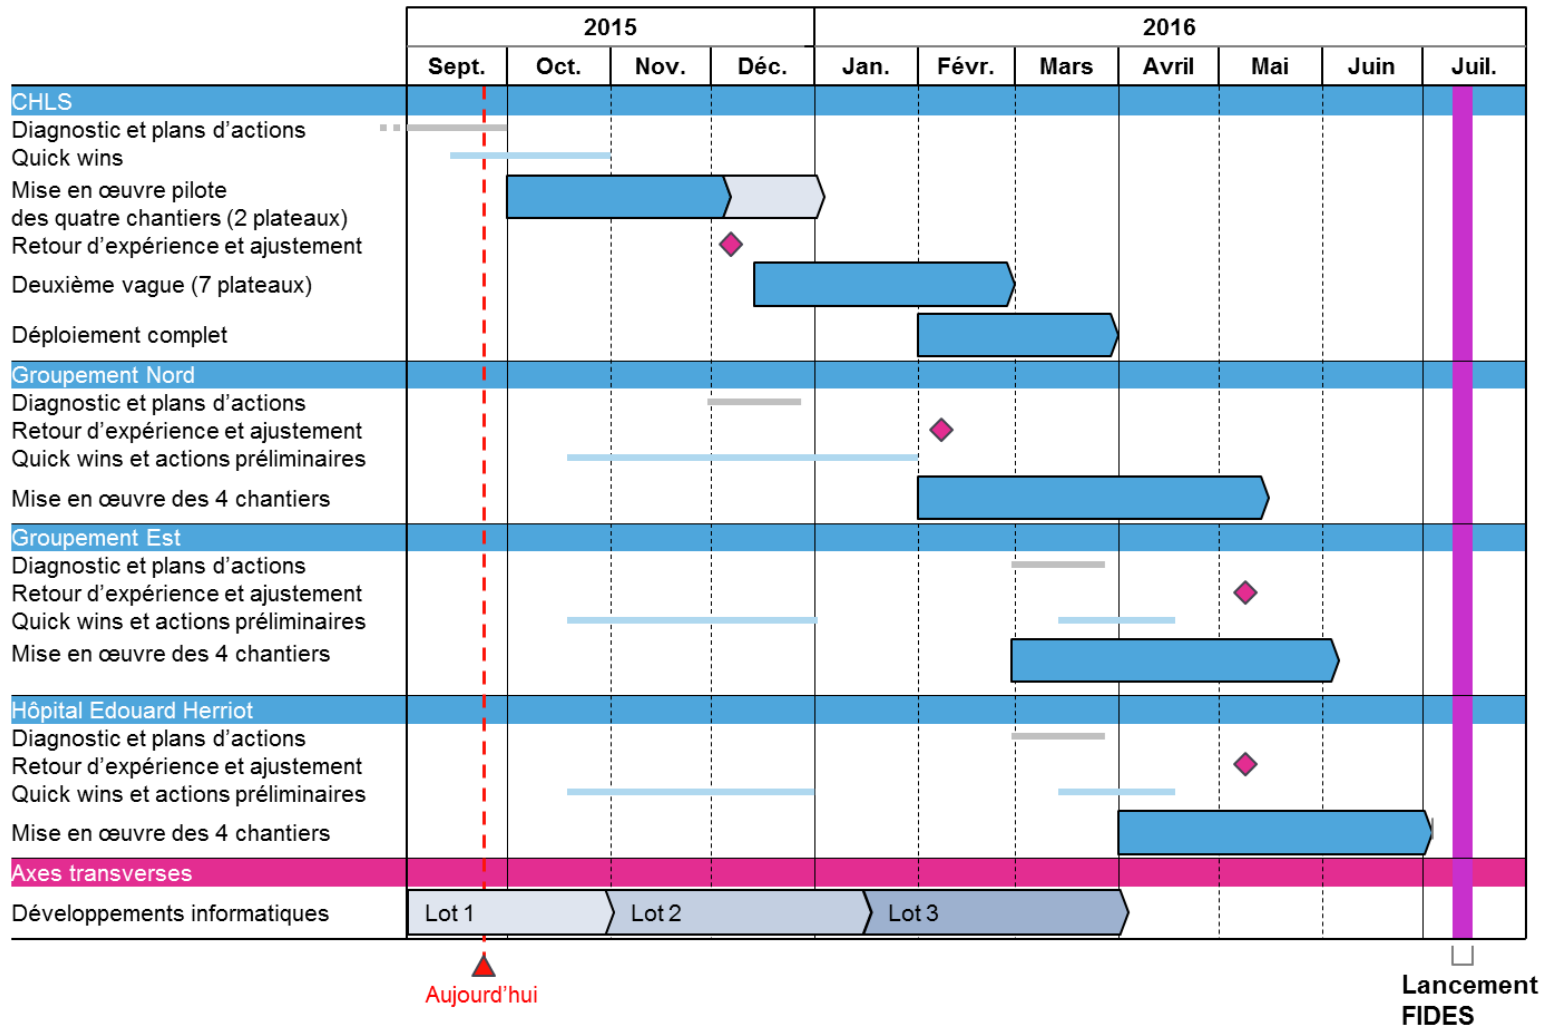 2015
2016
Sept.
Oct.
Nov.
Déc.
Jan.
Févr.
Mars
Avril
Mai
Juin
Juil.
CHLS
Diagnostic et plans d’actions
Quick wins
Mise en œuvre pilote
des quatre chantiers (2 plateaux)
Retour d’expérience et ajustement
Deuxième vague (7 plateaux)
Déploiement complet
Groupement Nord
Diagnostic et plans d’actions
Retour d’expérience et ajustement
Quick wins et actions préliminaires
Mise en œuvre des 4 chantiers
Groupement Est
Diagnostic et plans d’actions
Retour d’expérience et ajustement
Quick wins et actions préliminaires
Mise en œuvre des 4 chantiers
Hôpital Edouard Herriot
Diagnostic et plans d’actions
Retour d’expérience et ajustement
Quick wins et actions préliminaires
Mise en œuvre des 4 chantiers
Axes transverses
Développements informatiques
Lot 1
Lot 2
Lot 3
Aujourd’hui
Lancement
FIDES